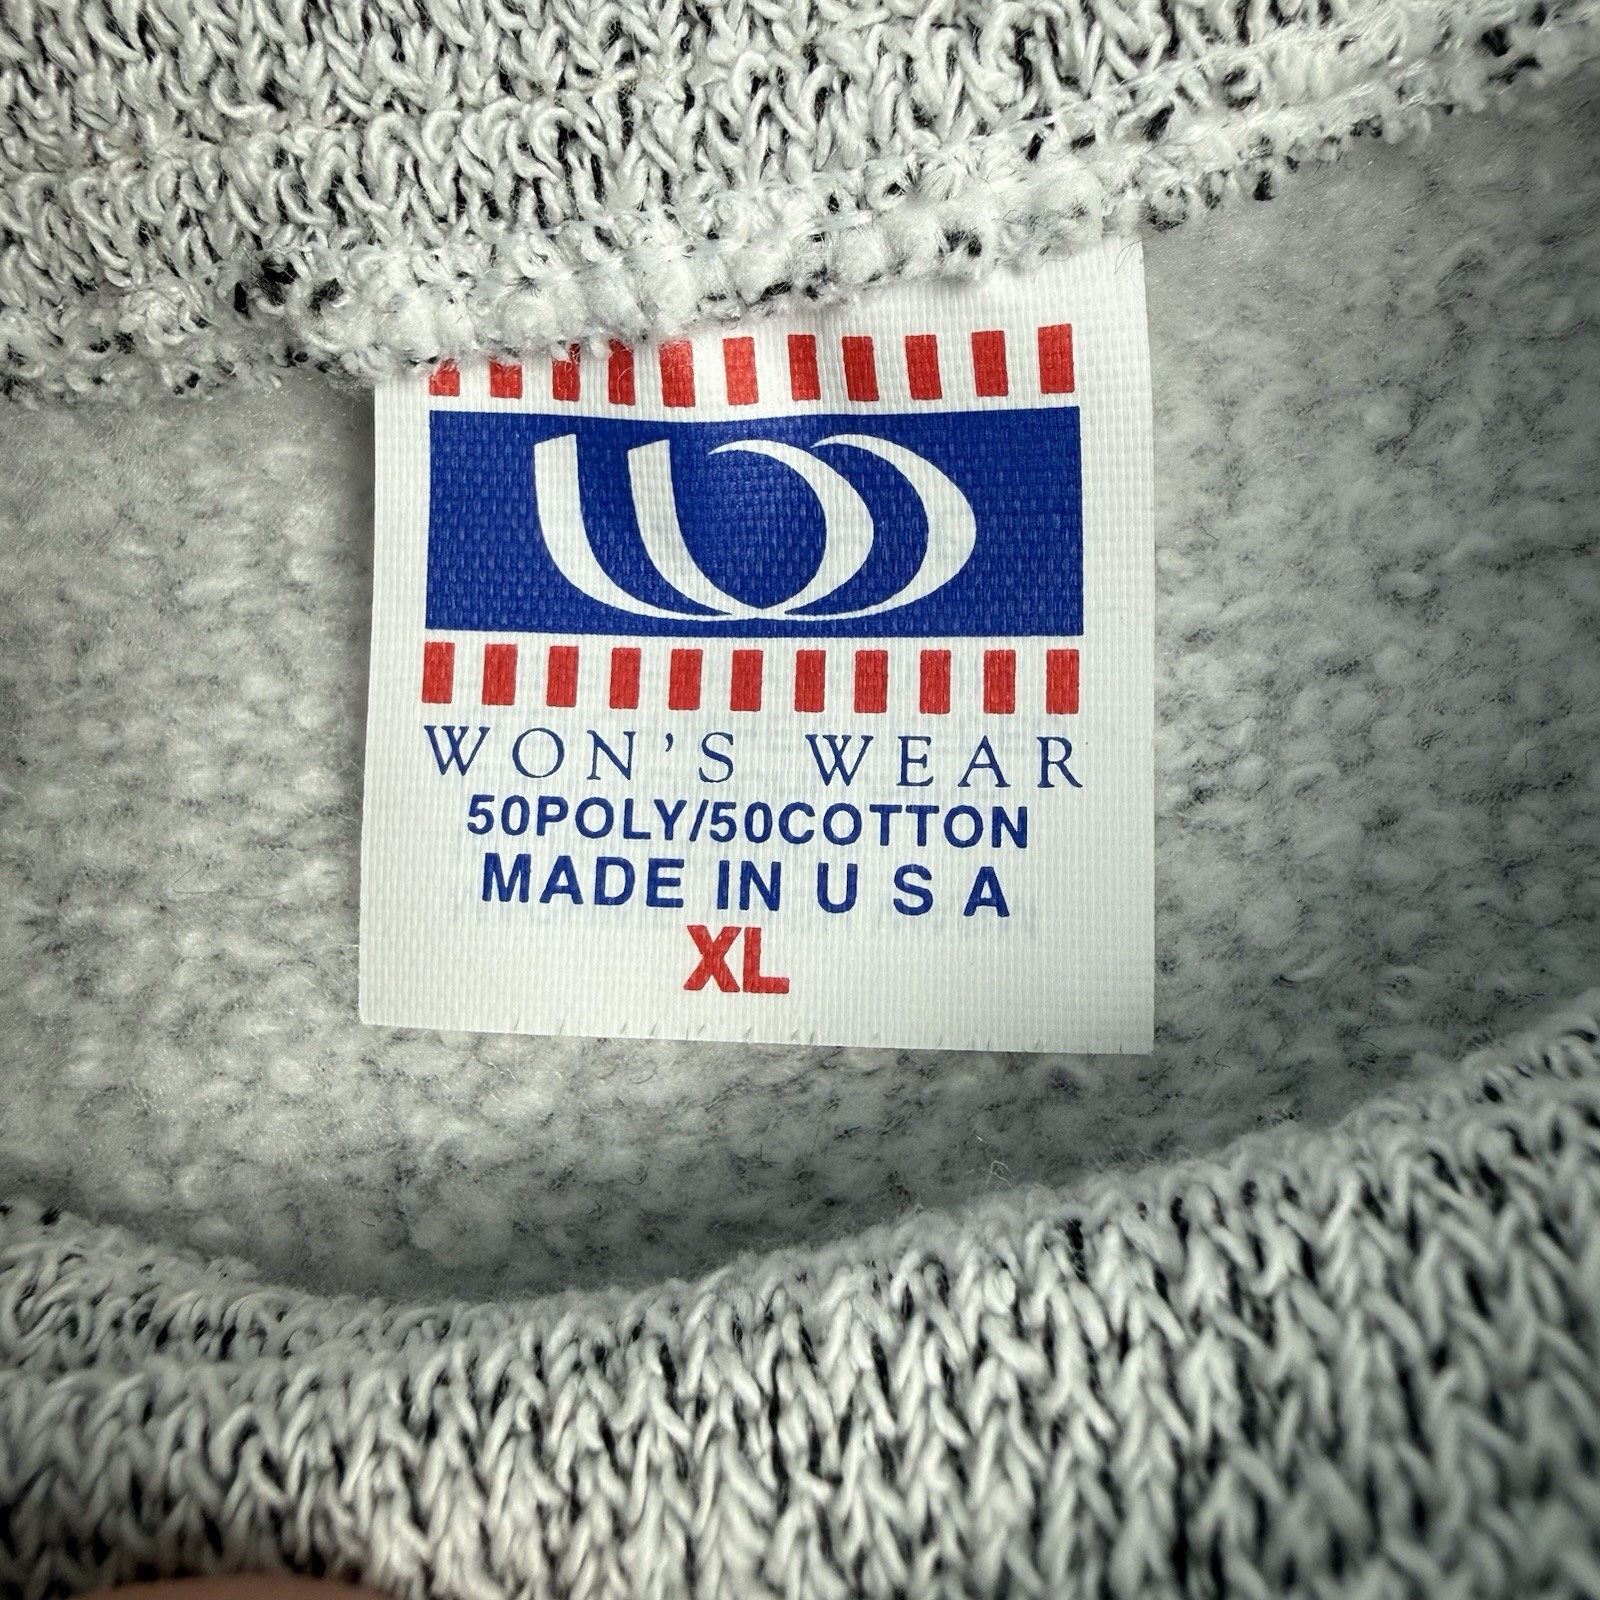 WON'S WEAR
50POLY/50COTTON
MADE IN U S A
XL